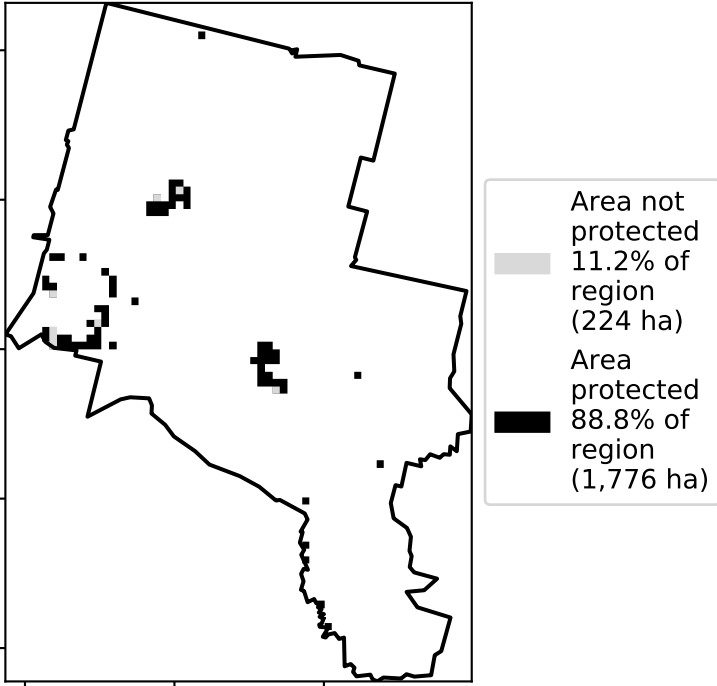 Area not
protected
11.2% of
region
(224 ha)
Area
protected
88.8% of
region
(1,776 ha)